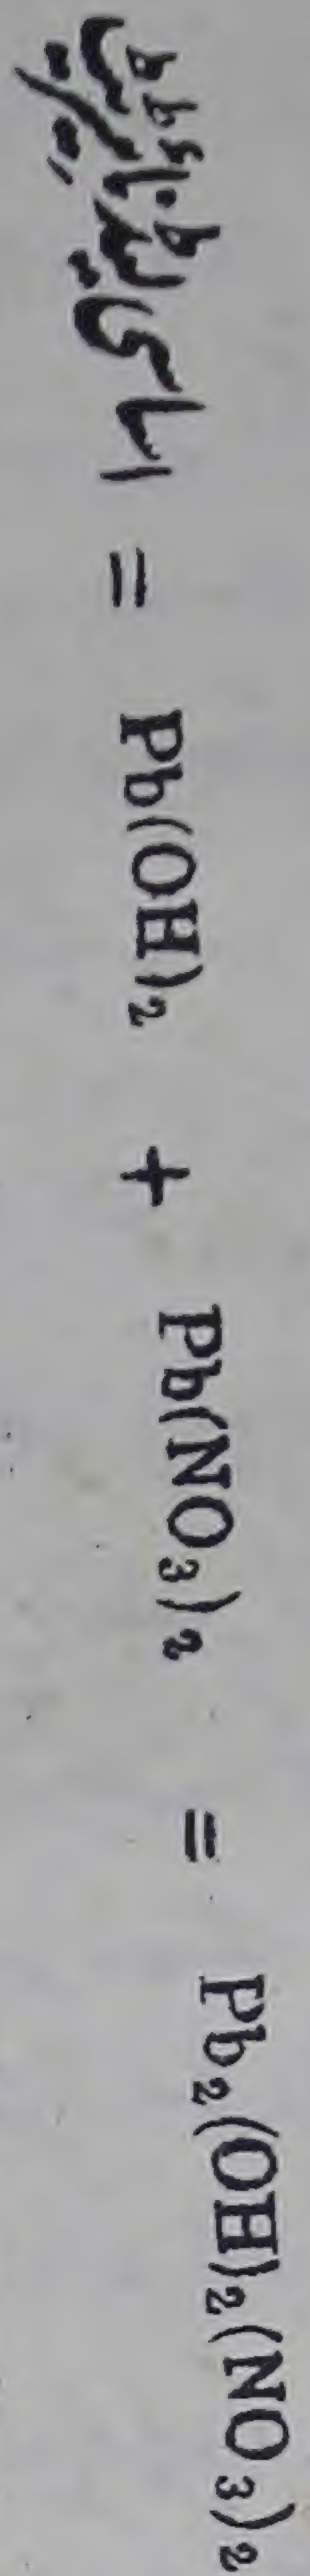 = Pb(OH)₂ + Pb(NO₃)₂ = Pb₂(OH)₂(NO₃)₂